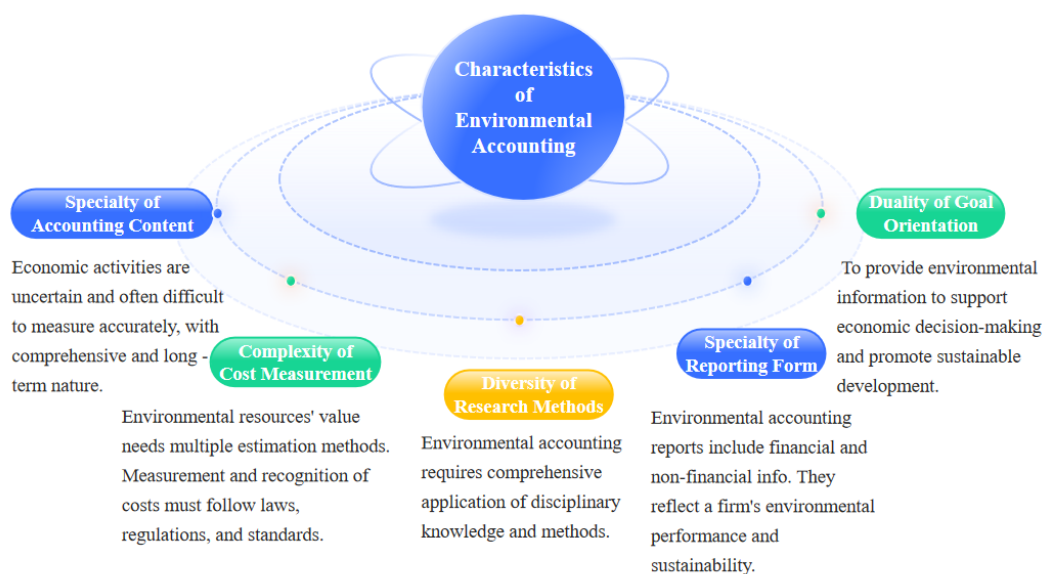 Characteristics
of
Environmental
Accounting
Specialty of
Accounting Content
Economic activities are
uncertain and often difficult
to measure accurately, with
comprehensive and long -
term nature.
Complexity of
Cost Measurement
Environmental resources' value
needs multiple estimation methods.
Measurement and recognition of
costs must follow laws,
regulations, and standards.
Diversity of
Research Methods
Environmental accounting
requires comprehensive
application of disciplinary
knowledge and methods.
Specialty of
Reporting Form
Environmental accounting
reports include financial and
non-financial info. They
reflect a firm's environmental
performance and
sustainability.
Duality of Goal
Orientation
To provide environmental
information to support
economic decision-making
and promote sustainable
development.